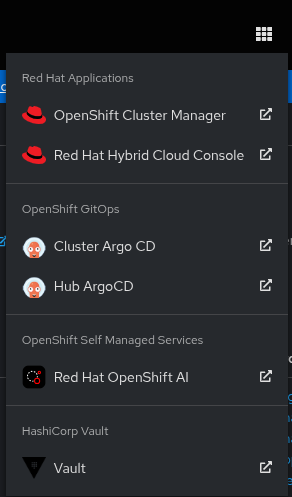 Red Hat Applications
OpenShift Cluster Manager
Red Hat Hybrid Cloud Console
OpenShift GitOps
Cluster Argo CD
Hub ArgoCD
OpenShift Self Managed Services
Red Hat OpenShift AI
HashiCorp Vault
Vault